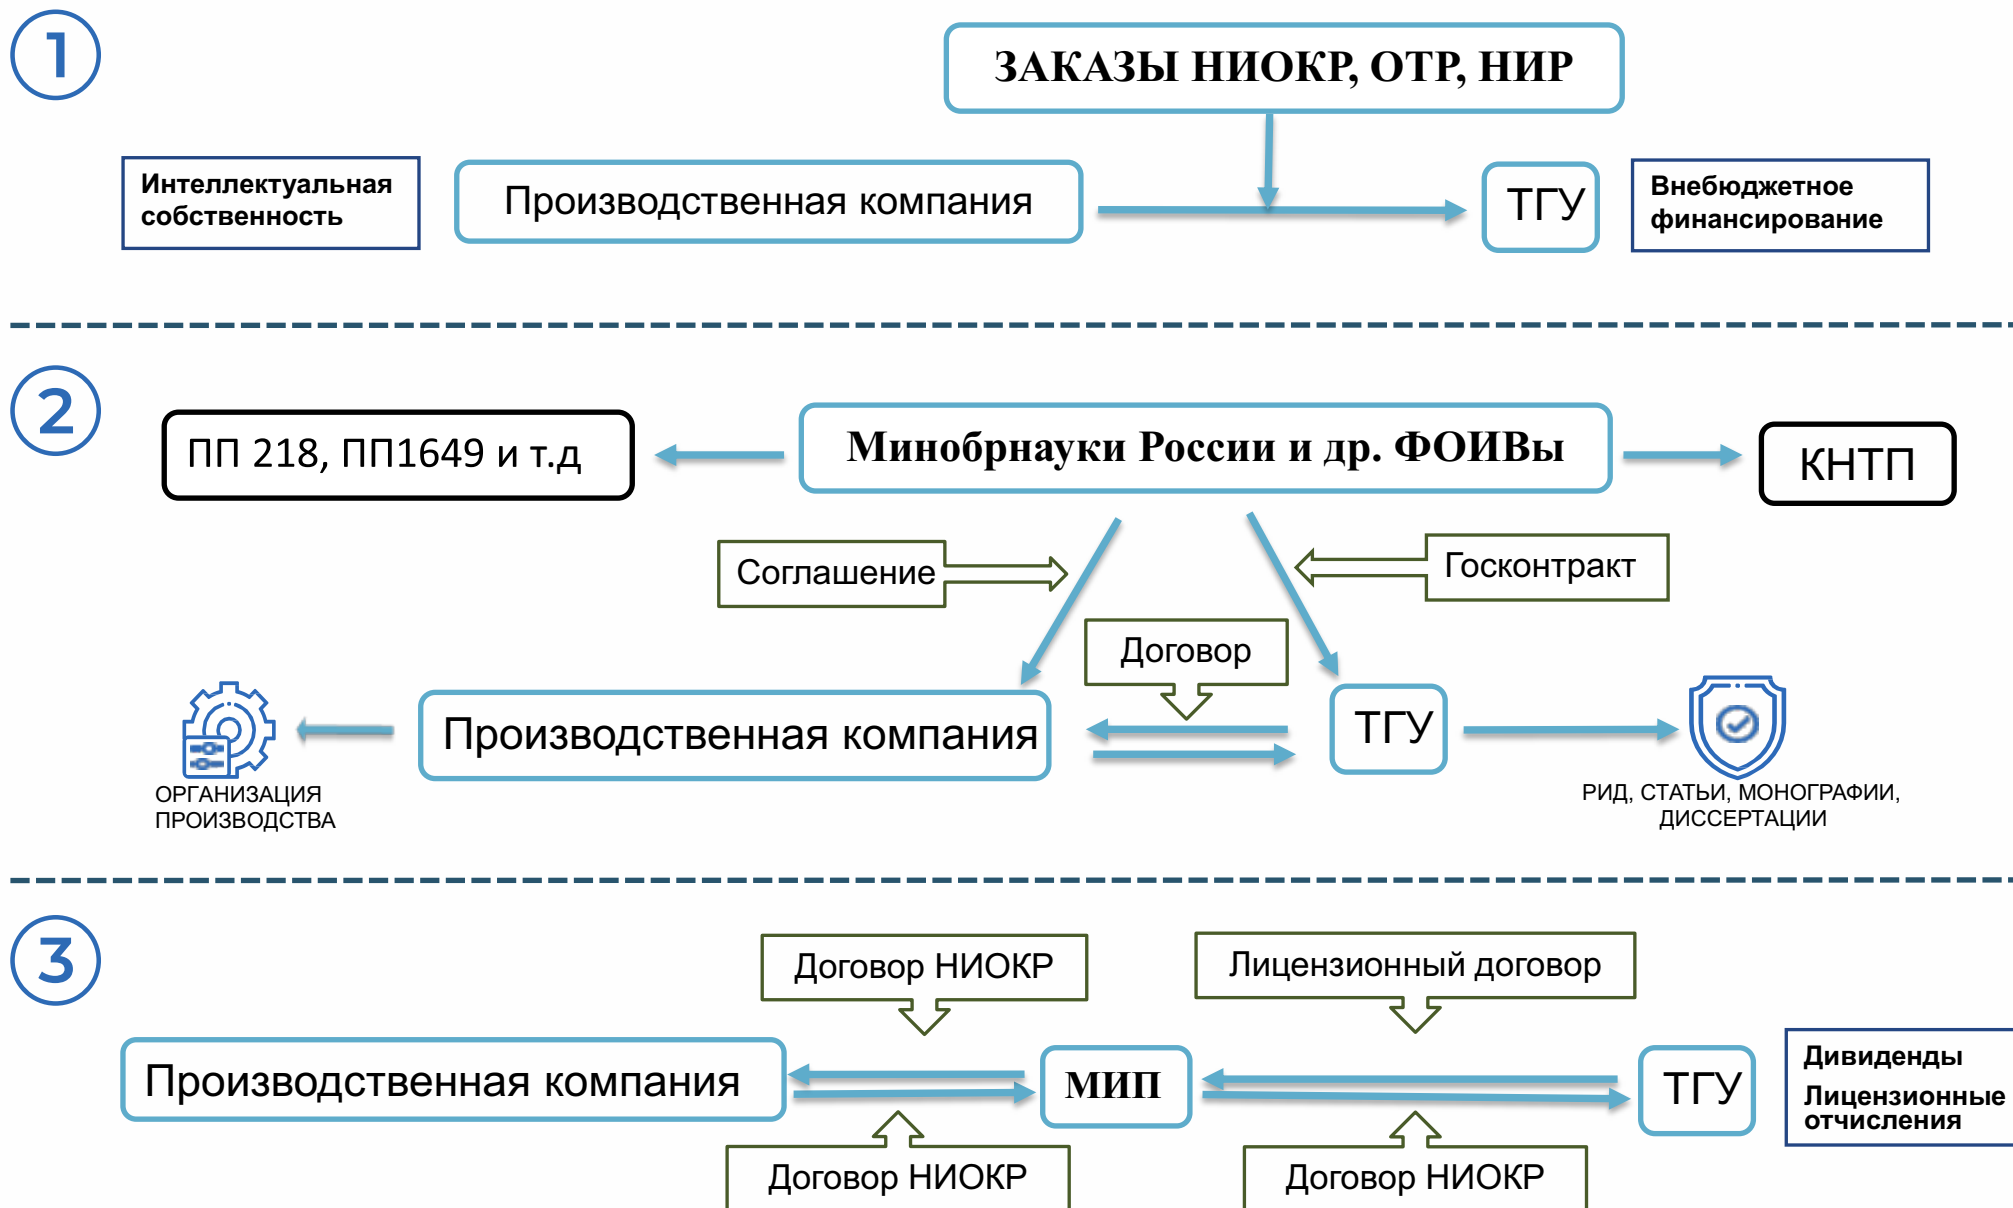 1
ЗАКАЗЫ НИОКР, ОТР, НИР
Интеллектуальная
собственность
Производственная компания
ТГУ
Внебюджетное
финансирование
2
ПП 218, ПП1649 и т.д
Минобрнауки России и др. ФОИВы
КНТП
Соглашение
Госконтракт
Договор
Производственная компания
ТГУ
ОРГАНИЗАЦИЯ
ПРОИЗВОДСТВА
РИД, СТАТЬИ, МОНОГРАФИИ,
ДИССЕРТАЦИИ
3
Договор НИОКР
Лицензионный договор
Производственная компания
МИП
ТГУ
Дивиденды
Лицензионные
отчисления
Договор НИОКР
Договор НИОКР